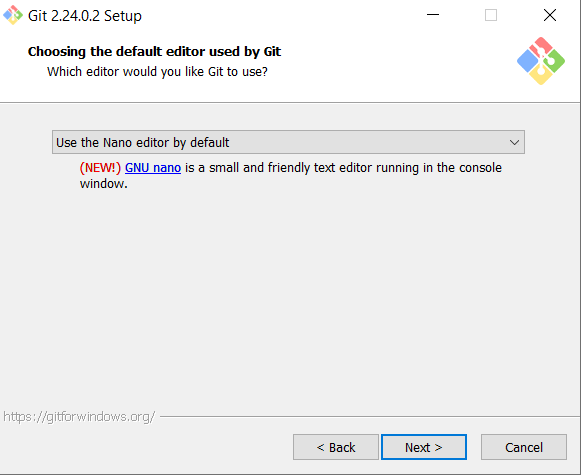 Git 2.24.0.2 Setup
Choosing the default editor used by Git
Which editor would you like Git to use?
Use the Nano editor by default
(NEW!) GNU nano is a small and friendly text editor running in the console
window.
https://gitforwindows.org/
< Back Next > Cancel